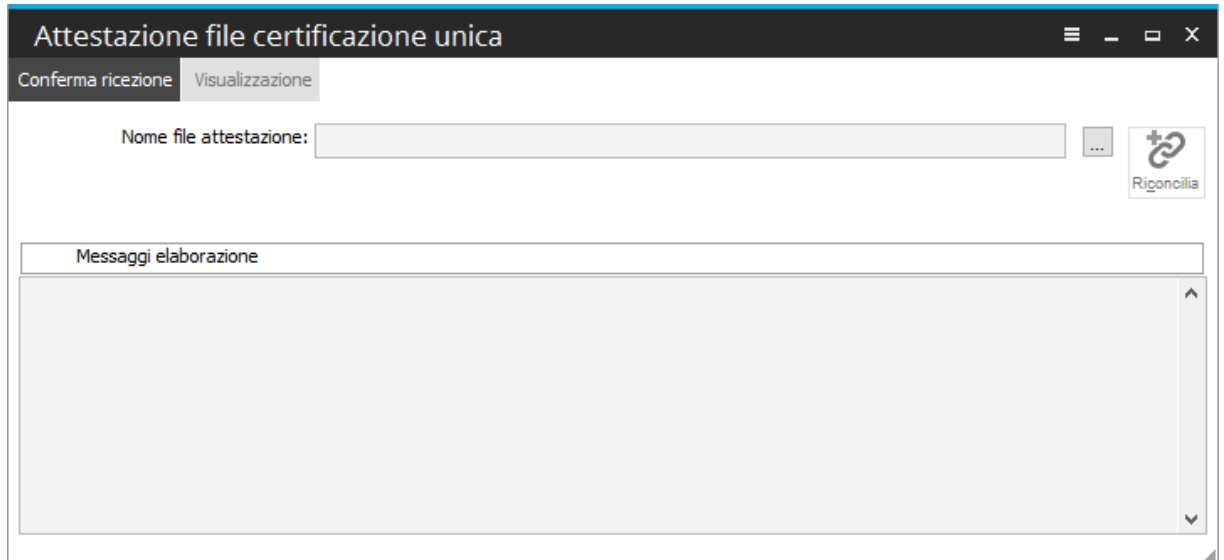 Attestazione file certificazione unica
Conferma ricezione Visualizzazione
Nome file attestazione: ...
Riconcilia
Messaggi elaborazione